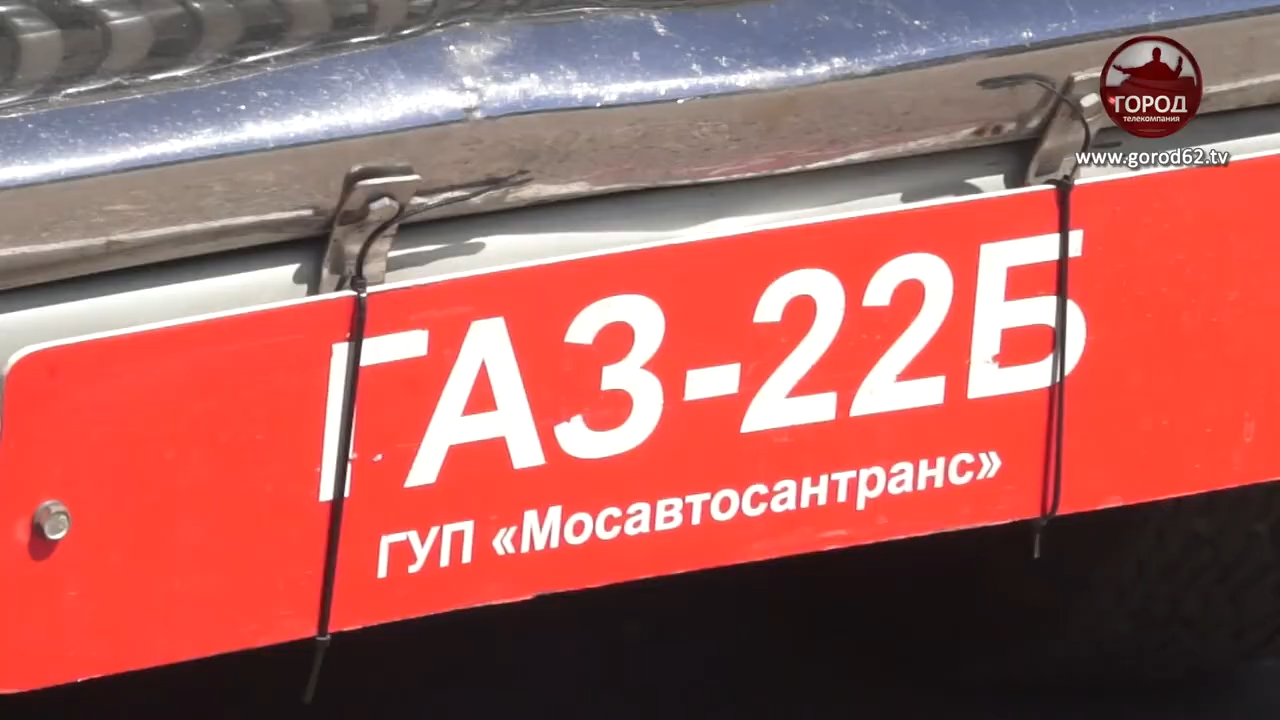 ГОРОД
телекомпания
www.gorod62.tv
ГАЗ-22Б
ГУП «Мосавтосантранс»